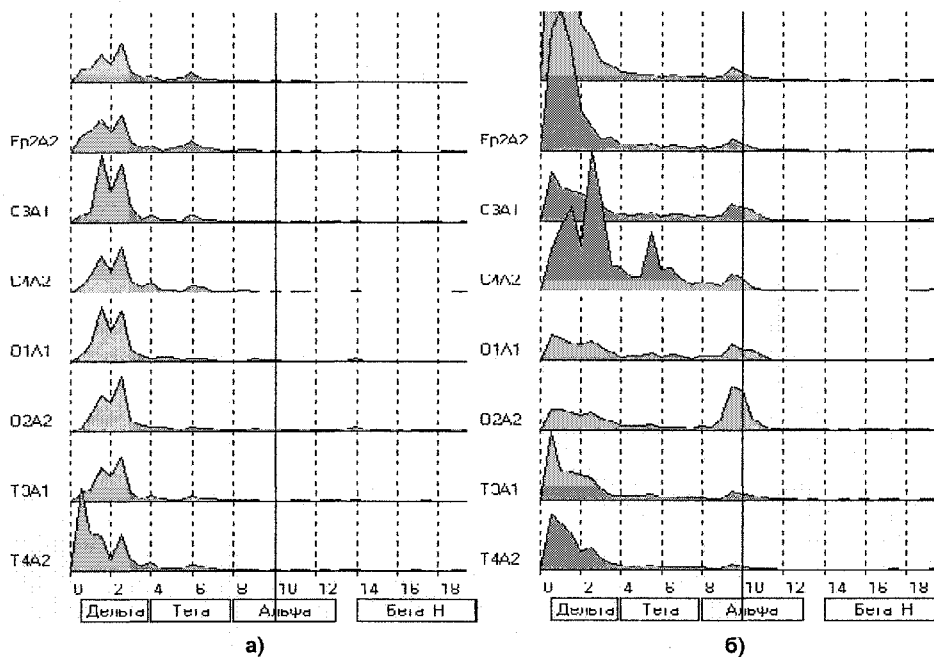 Fp2A2 Fp2A2
C3A1 C3A1
C4A2 C4A2
O1A1 O1A1
O2A2 O2A2
T3A1 T3A1
T4A2 T4A2
0 2 4 6 8 10 12 14 16 18 0 2 4 6 8 10 12 14 16 18
Дельта Тета Альфа Бета Н Дельта Тета Альфа Бета Н
а) б)